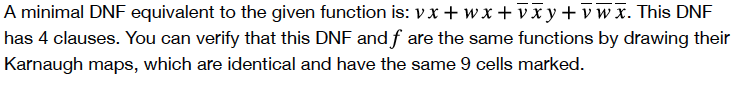 A minimal DNF equivalent to the given function is: v x + w x + v̅ x̅ y + v̅ w̅ x̅. This DNF
has 4 clauses. You can verify that this DNF and f are the same functions by drawing their
Karnaugh maps, which are identical and have the same 9 cells marked.